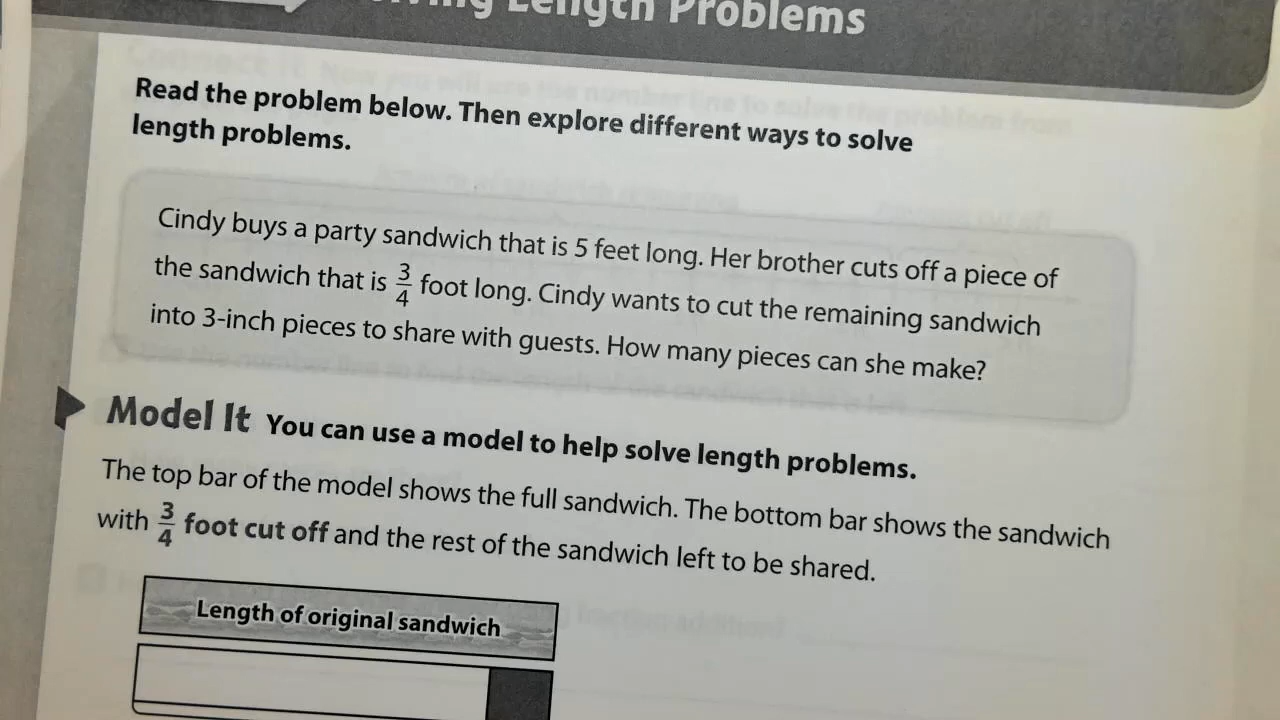 Length Problems
Read the problem below. Then explore different ways to solve
length problems.
Cindy buys a party sandwich that is 5 feet long. Her brother cuts off a piece of
the sandwich that is 3/4 foot long. Cindy wants to cut the remaining sandwich
into 3-inch pieces to share with guests. How many pieces can she make?
Model It You can use a model to help solve length problems.
The top bar of the model shows the full sandwich. The bottom bar shows the sandwich
with 3/4 foot cut off and the rest of the sandwich left to be shared.
Length of original sandwich